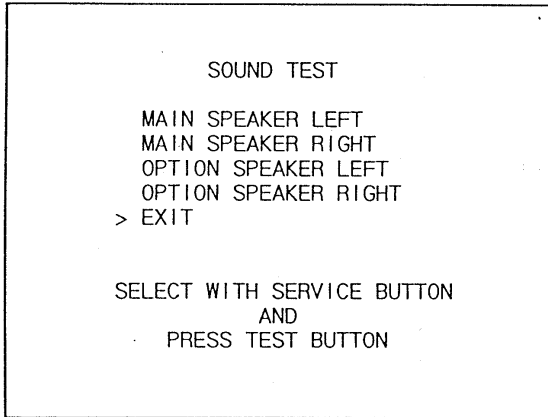 SOUND TEST
MAIN SPEAKER LEFT
MAIN SPEAKER RIGHT
OPTION SPEAKER LEFT
OPTION SPEAKER RIGHT
> EXIT
SELECT WITH SERVICE BUTTON
AND
PRESS TEST BUTTON